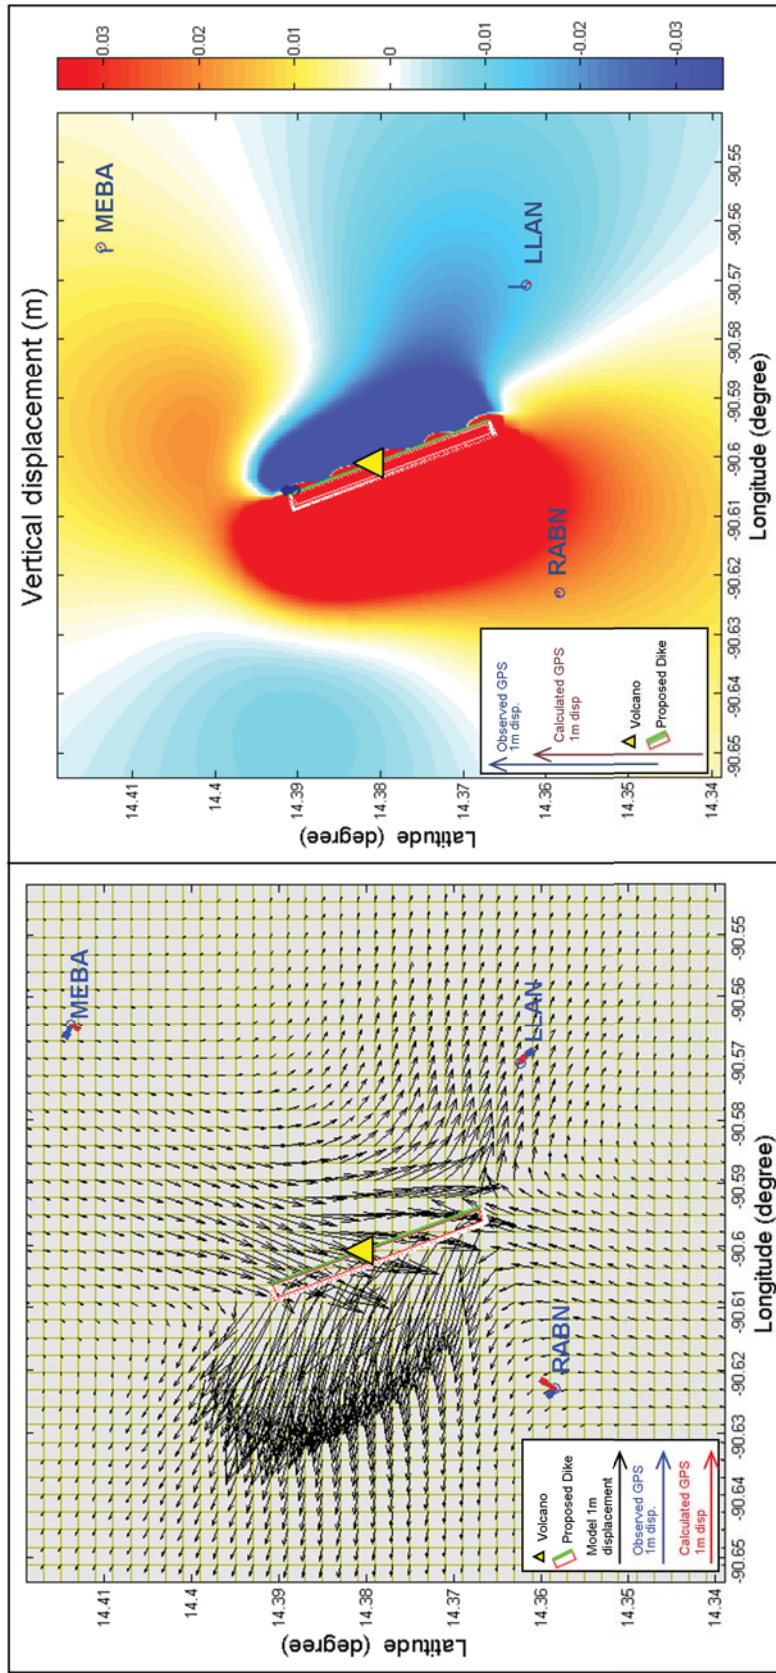 Latitude (degree)
14.41
14.4
14.39
14.38
14.37
14.36
14.35
14.34
MEBA
LLAN
RABN
Volcano
Proposed Dike
Model 1m
displacement
Observed GPS
1m disp.
Calculated GPS
1m disp
-90.65
-90.64
-90.63
-90.62
-90.61
-90.6
-90.59
-90.58
-90.57
-90.56
-90.55
Longitude (degree)
Vertical displacement (m)
Latitude (degree)
14.41
14.4
14.39
14.38
14.37
14.36
14.35
14.34
MEBA
LLAN
RABN
Observed GPS
1m disp.
Calculated GPS
1m disp
Volcano
Proposed Dike
-90.65
-90.64
-90.63
-90.62
-90.61
-90.6
-90.59
-90.58
-90.57
-90.56
-90.55
Longitude (degree)
0.03
0.02
0.01
0
-0.01
-0.02
-0.03